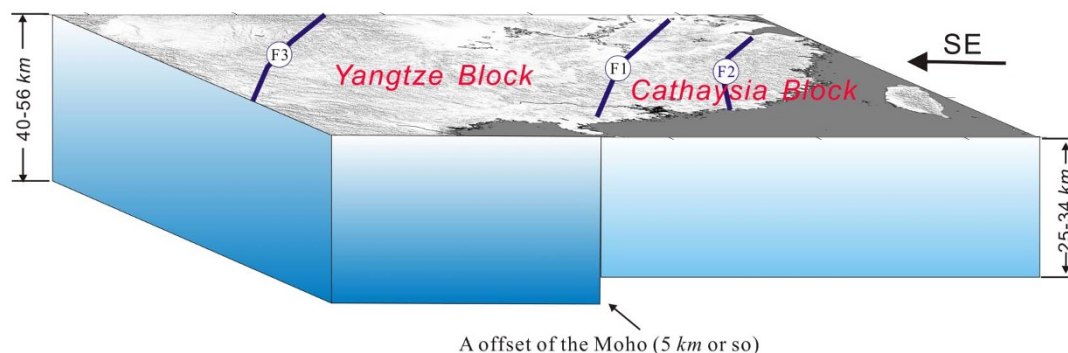 SE
F3
F1
F2
Yangtze Block
Cathaysia Block
40-56 km
25-34 km
A offset of the Moho (5 km or so)